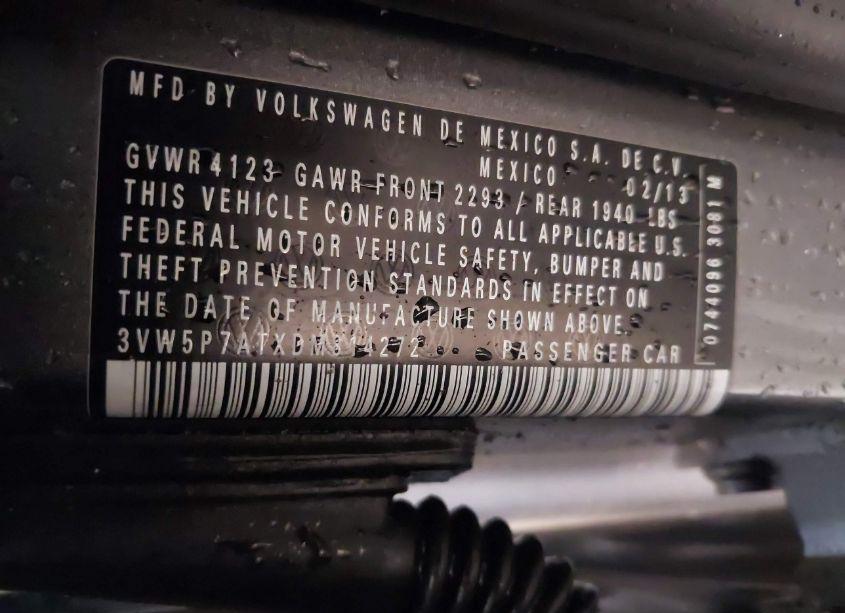 MFD BY VOLKSWAGEN DE MEXICO S.A. DE C.V.
MEXICO 02/13
GVWR 4123 GAWR FRONT 2293 / REAR 1940 LBS
THIS VEHICLE CONFORMS TO ALL APPLICABLE U.S.
FEDERAL MOTOR VEHICLE SAFETY, BUMPER AND
THEFT PREVENTION STANDARDS IN EFFECT ON
THE DATE OF MANUFACTURE SHOWN ABOVE.
3VW5P7ATXDM814272 PASSENGER CAR
0744096 3081 M